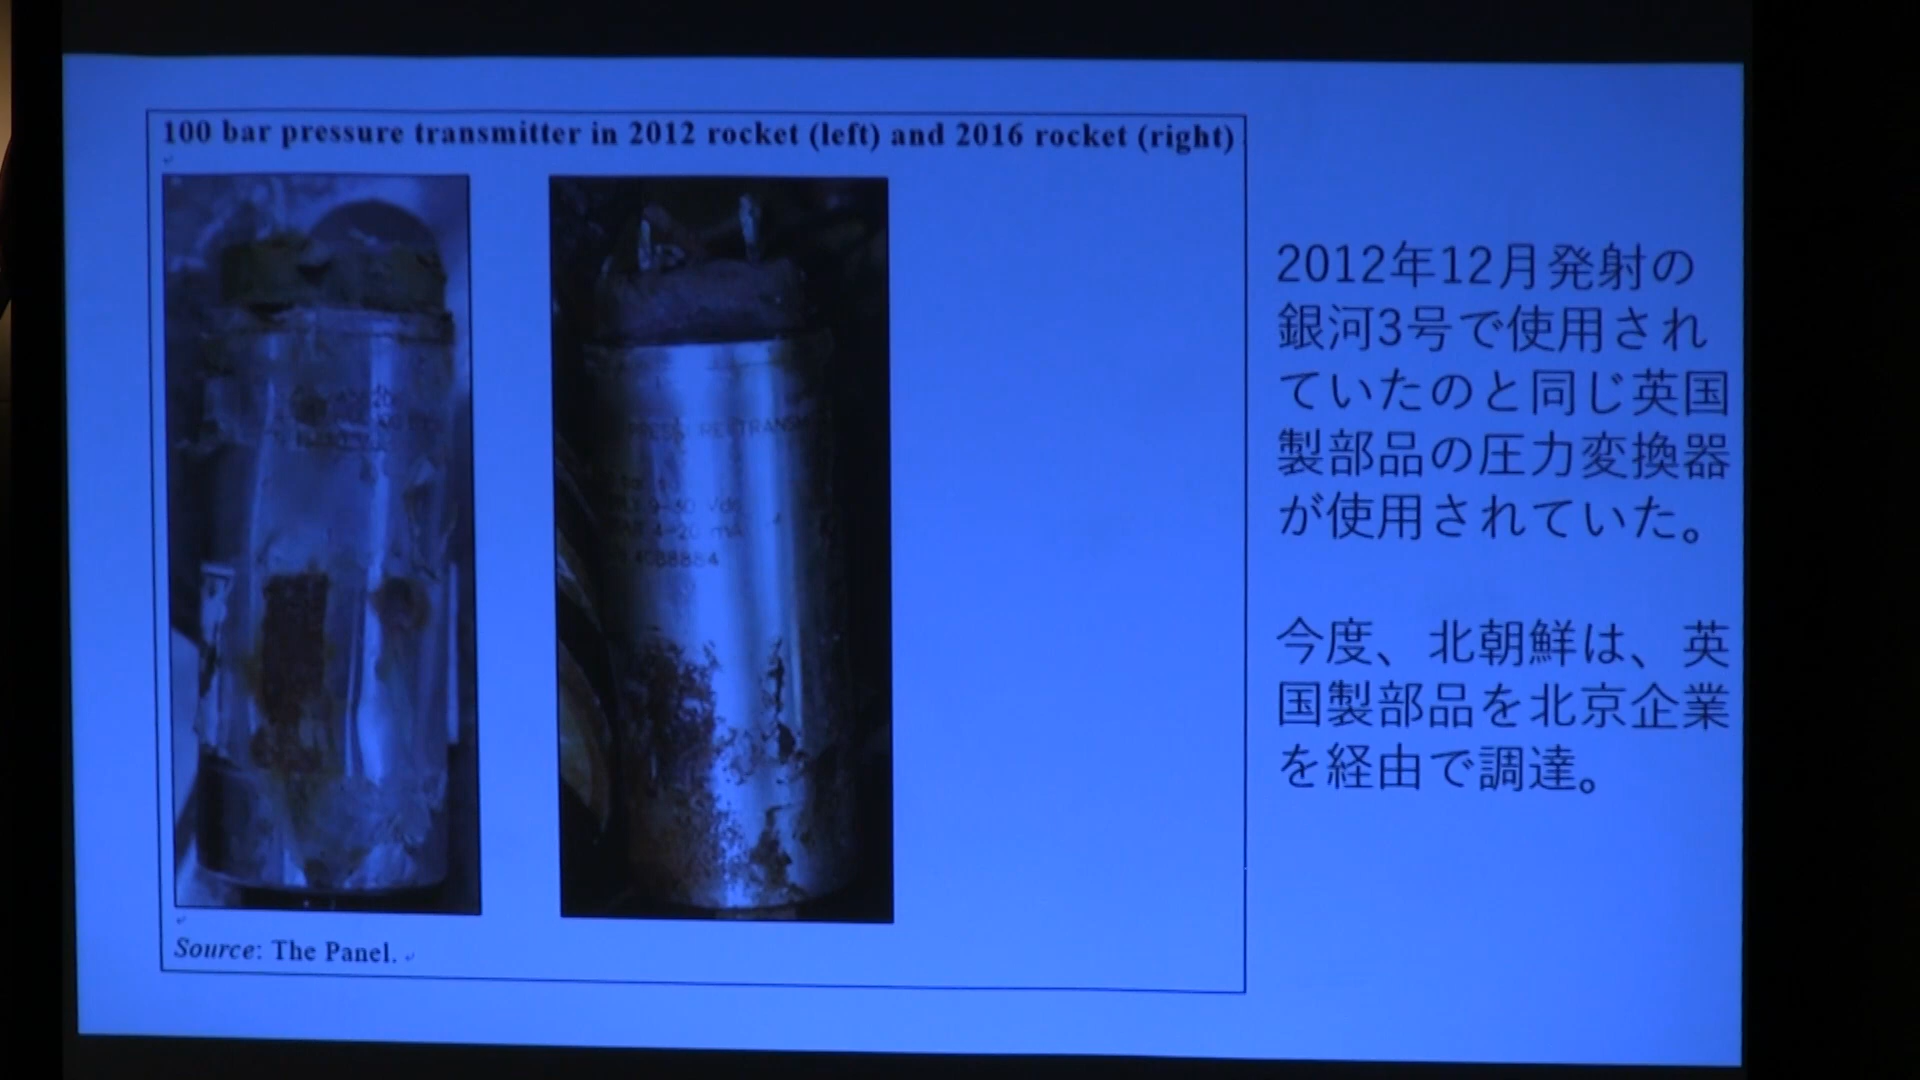 100 bar pressure transmitter in 2012 rocket (left) and 2016 rocket (right)
4-20 mA
Source: The Panel.
2012年12月発射の
銀河3号で使用され
ていたのと同じ英国
製部品の圧力変換器
が使用されていた。
今度、北朝鮮は、英
国製部品を北京企業
を経由で調達。